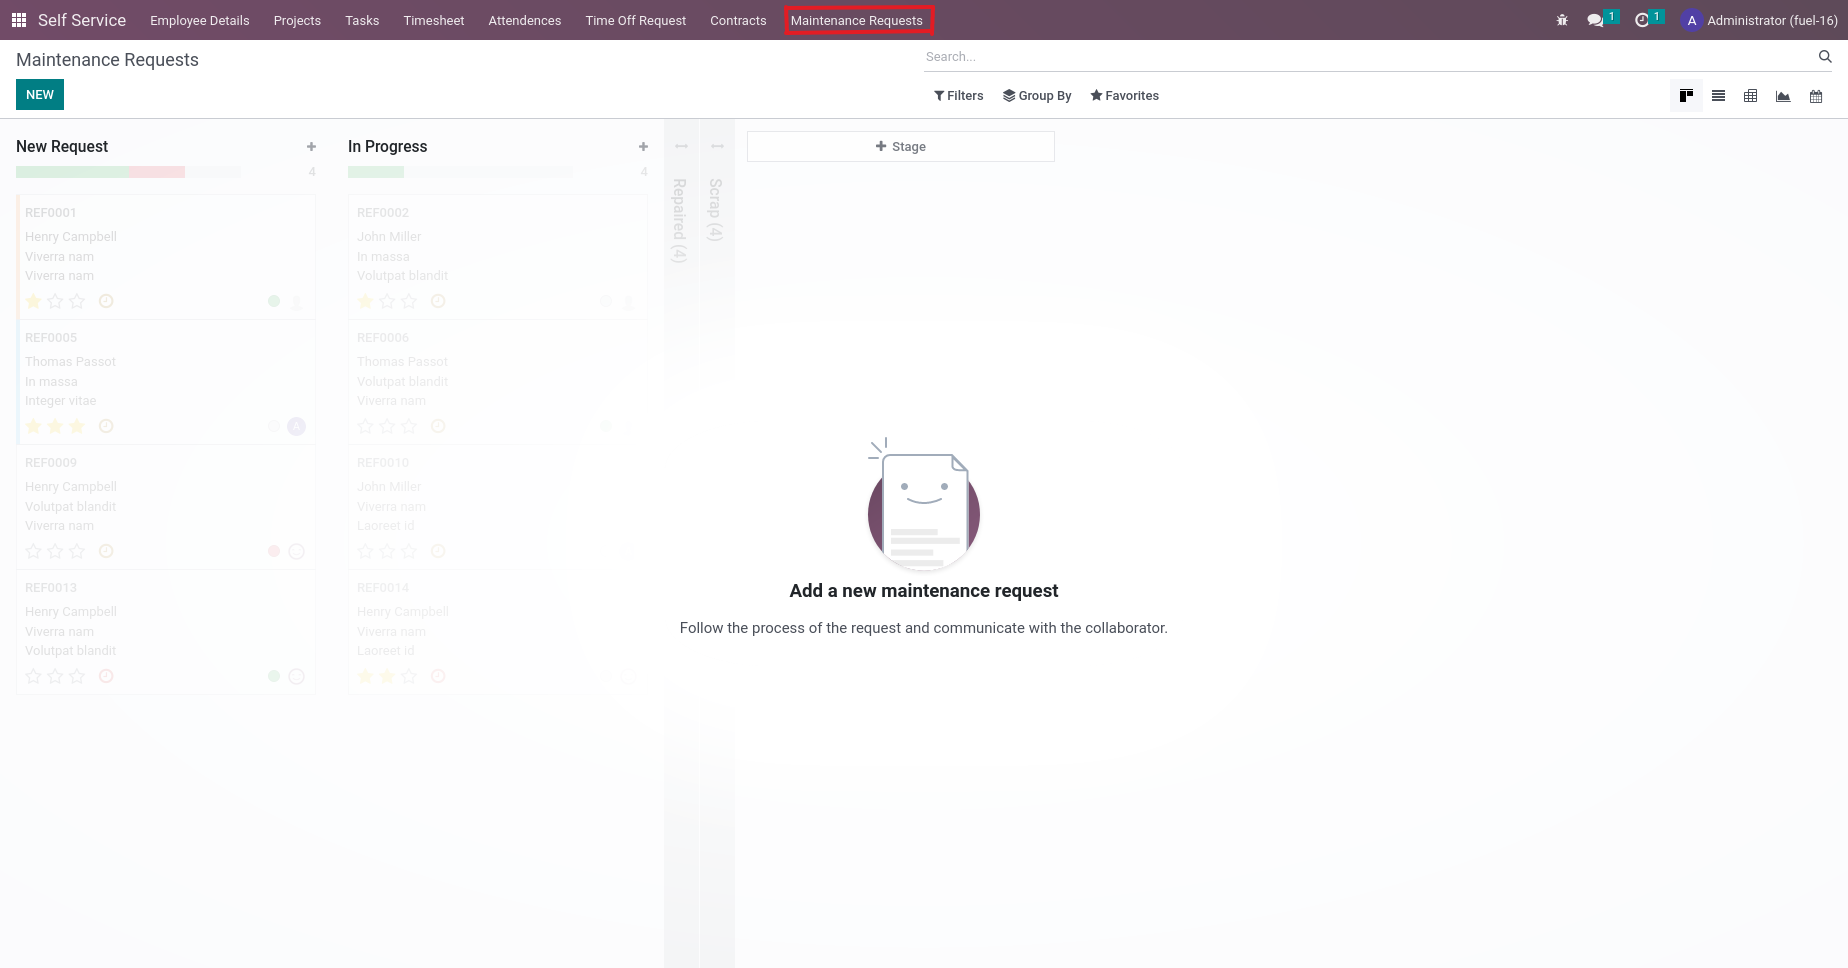 Self Service Employee Details Projects Tasks Timesheet Attendences Time Off Request Contracts Maintenance Requests 1 1 A Administrator (fuel-16)
Maintenance Requests
Search...
NEW
Filters Group By Favorites
New Request
4
REF0001
Henry Campbell
Viverra nam
Viverra nam
REF0005
Thomas Passot
In massa
Integer vitae
A
REF0009
Henry Campbell
Volutpat blandit
Viverra nam
REF0013
Henry Campbell
Viverra nam
Volutpat blandit
In Progress
4
REF0002
John Miller
In massa
Volutpat blandit
REF0006
Thomas Passot
Volutpat blandit
Viverra nam
REF0010
John Miller
Viverra nam
Laoreet id
REF0014
Henry Campbell
Viverra nam
Laoreet id
Repaired (4)
Scrap (4)
Stage
Add a new maintenance request
Follow the process of the request and communicate with the collaborator.